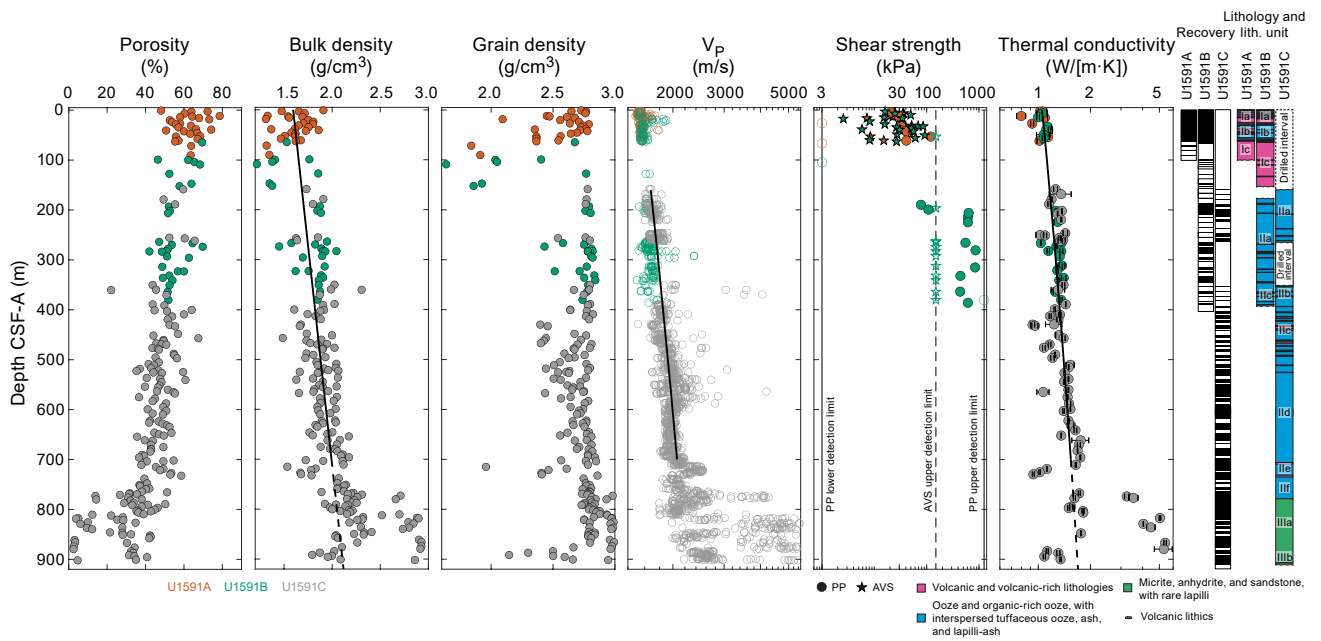 Lithology and
Recovery lith. unit
Porosity
(%)
Bulk density
(g/cm3)
Grain density
(g/cm3)
VP
(m/s)
Shear strength
(kPa)
Thermal conductivity
(W/[m·K])
U1591A
U1591B
U1591C
U1591A
U1591B
U1591C
0 20 40 60 80
1.5 2.0 2.5 3.0
2.0 2.5 3.0
2000 3000 5000
3 30 100 1000
1 2 5
Depth CSF-A (m)
0
100
200
300
400
500
600
700
800
900
PP lower detection limit
AVS upper detection limit
PP upper detection limit
Ia
Ib
Ic
Ia
Ib
Ic
IIa
IIc
Drilled interval
IIa
Drilled
interval
IIb
IIc
IId
IIe
IIf
IIIa
IIIb
U1591A U1591B U1591C
PP AVS
Volcanic and volcanic-rich lithologies
Ooze and organic-rich ooze, with
interspersed tuffaceous ooze, ash,
and lapilli-ash
Micrite, anhydrite, and sandstone,
with rare lapilli
Volcanic lithics